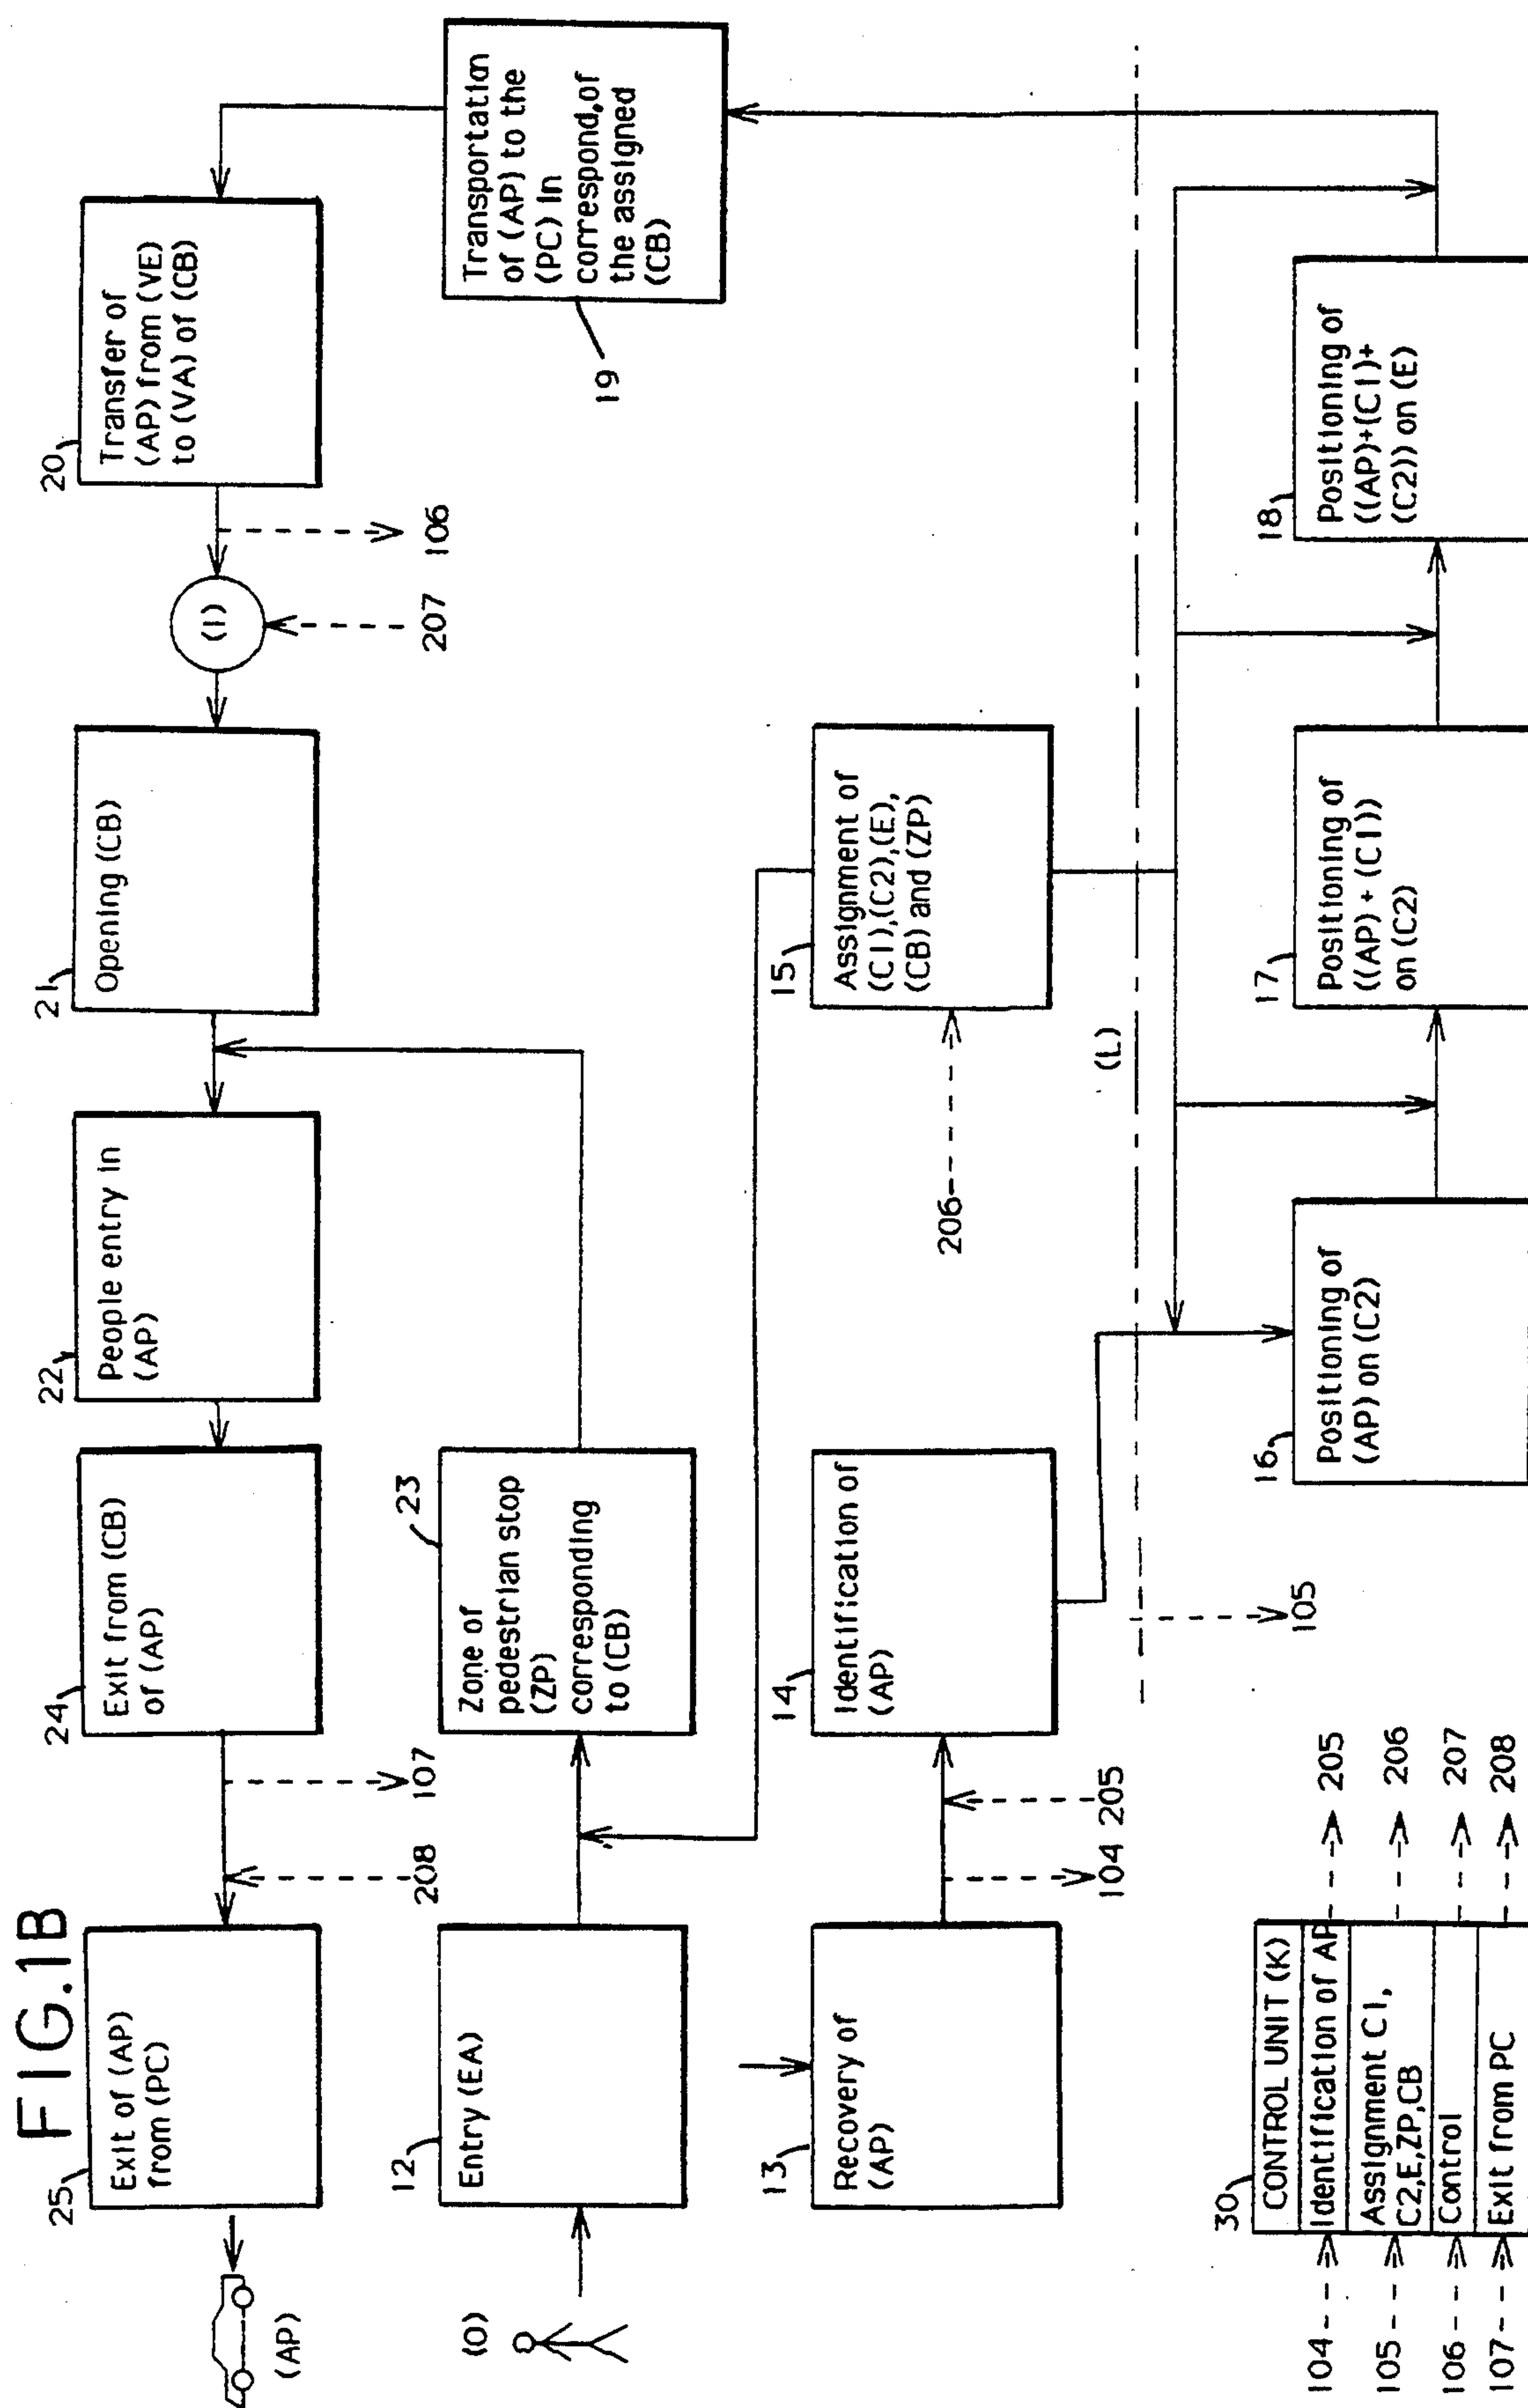 FIG.1B
25
Exit of (AP)
from (PC)
24
Exit from (CB)
of (AP)
22
People entry in
(AP)
21
Opening (CB)
(I)
20
Transfer of
(AP) from (VE)
to (VA) of (CB)
(AP)
208
107
207
106
(O)
12
Entry (EA)
23
Zone of
pedestrian stop
(ZP)
corresponding
to (CB)
19
Transportation
of (AP) to the
(PC) in
correspond, of
the assigned
(CB)
13
Recovery of
(AP)
104
205
14
Identification of
(AP)
206
15
Assignment of
(C1),(C2),(E),
(CB) and (ZP)
105
(L)
30
CONTROL UNIT (K)
104
Identification of AP
205
105
Assignment C1,
C2,E,ZP,CB
206
106
Control
207
107
Exit from PC
208
16
Positioning of
(AP) on (C2)
17
Positioning of
((AP) + (C1))
on (C2)
18
Positioning of
((AP)+(C1)+
(C2)) on (E)